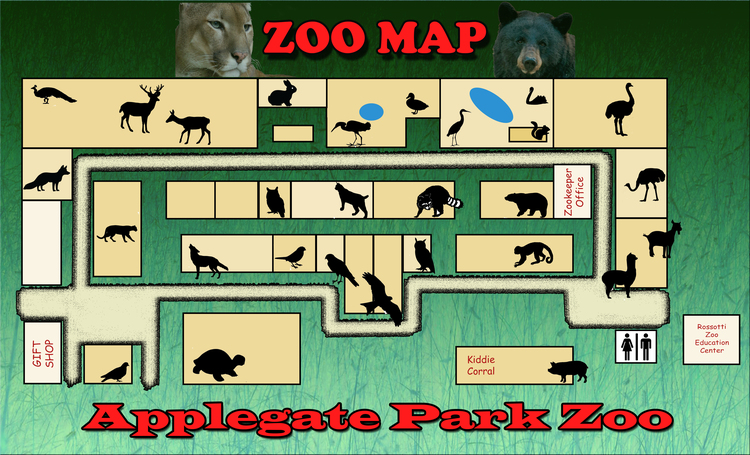 ZOO MAP
Zookeeper
Office
GIFT
SHOP
Kiddie
Corral
Rossotti
Zoo
Education
Center
Applegate Park Zoo